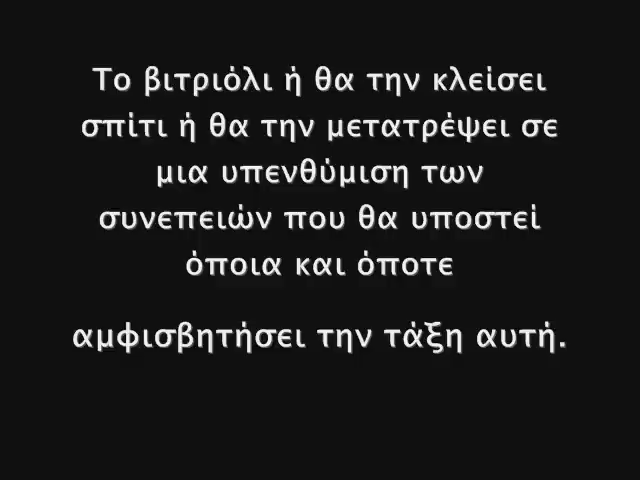 Το βιτριόλι ή θα την κλείσει
σπίτι ή θα την μετατρέψει σε
μια υπενθύμιση των
συνεπειών που θα υποστεί
όποια και όποτε
αμφισβητήσει την τάξη αυτή.